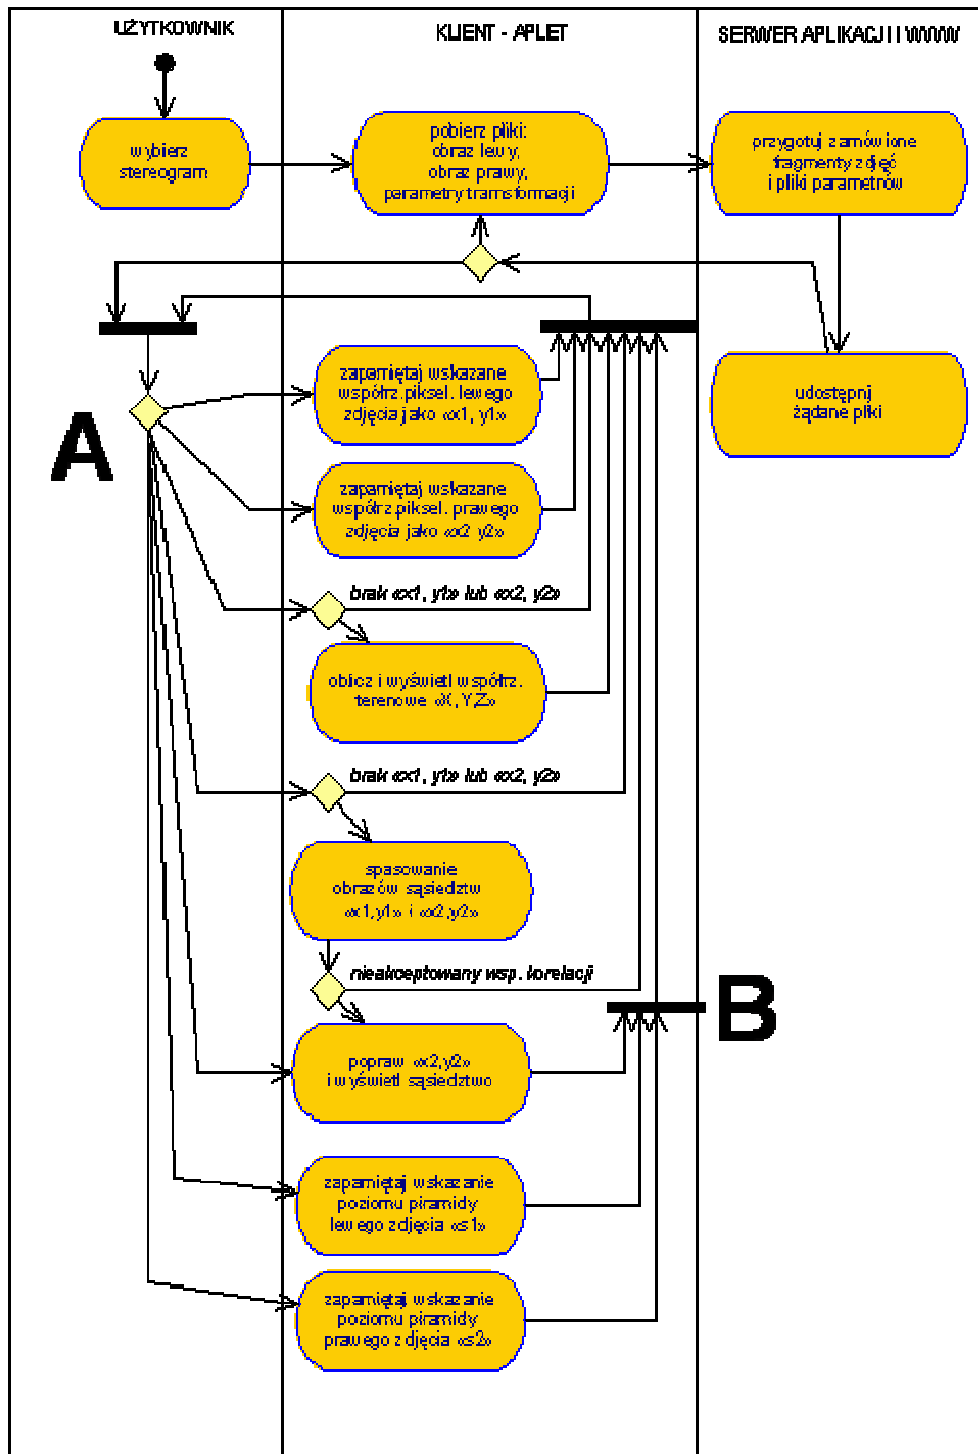 UŻYTKOWNIK
KLIENT - APLET
SERWER APLIKACJI I WWW
wybierz
stereogram
pobierz pliki:
obraz lewy,
obraz prawy,
parametry transformacji
przygotuj zamówione
fragmenty zdjęć
i pliki parametrów
udostępnij
żądane pliki
A
zapamiętaj wskazane
współrz.piksel. lewego
zdjęcia jako «x1, y1»
zapamiętaj wskazane
współrz.piksel. prawego
zdjęcia jako «x2 y2»
brak «x1, y1» lub «x2, y2»
oblicz i wyświetl współrz.
terenowe «X, Y,Z»
brak «x1, y1» lub «x2, y2»
spasowanie
obrazów sąsiedztw
«x1,y1» i «x2,y2»
nieakceptowany wsp. korelacji
B
popraw «x2,y2»
i wyświetl sąsiedztwo
zapamiętaj wskazanie
poziomu piramidy
lewego zdjęcia «s1»
zapamiętaj wskazanie
poziomu piramidy
prawego zdjęcia «s2»